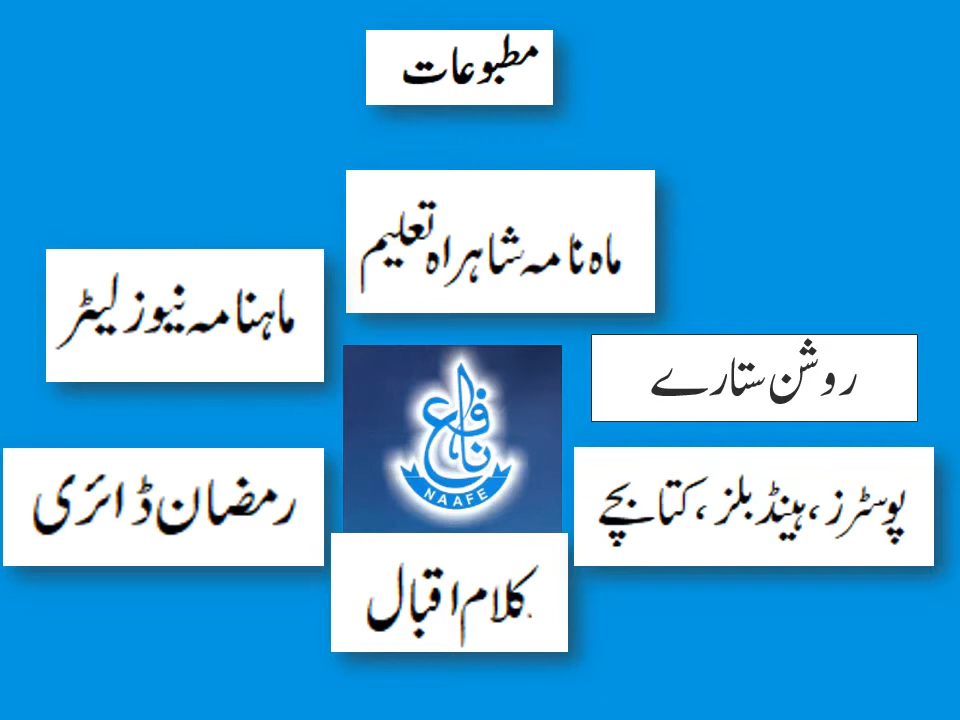 مطبوعات
ماہ نامہ شاہراہ تعلیم
ماہنامہ نیوز لیٹر
روشن ستارے
نافع
NAAFE
رمضان ڈائری
پوسٹرز، ہینڈ بلز، کتابچے
کلام اقبال